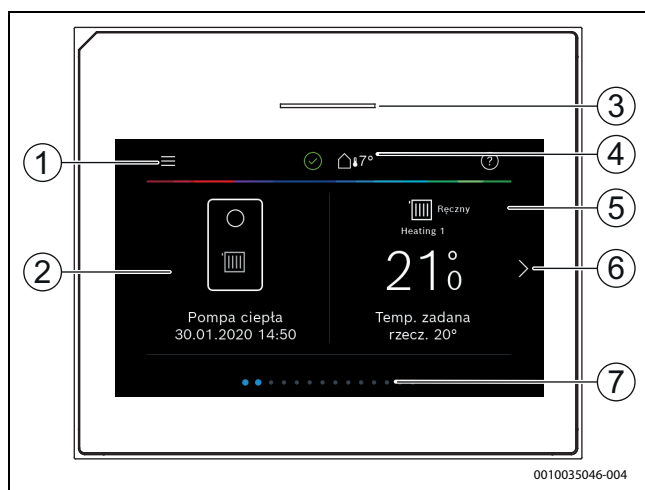 1
2
3
4
5
6
7
7°
?
Ręczny
Heating 1
21°0
Pompa ciepła
30.01.2020 14:50
Temp. zadana
rzecz. 20°
0010035046-004